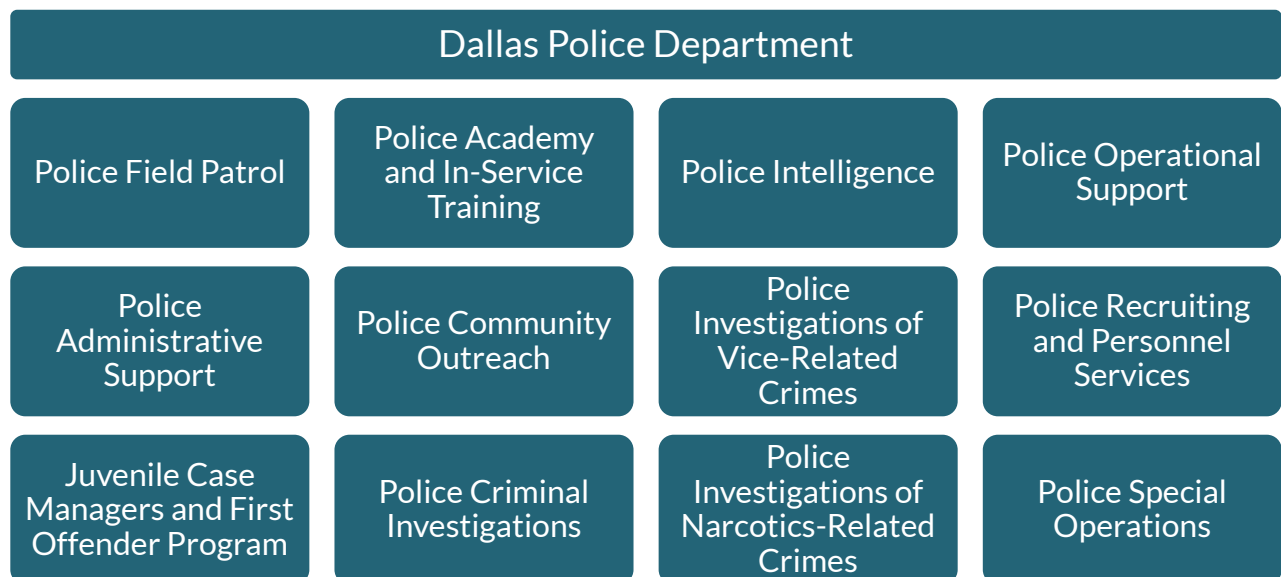 Dallas Police Department
Police Field Patrol
Police Academy
and In-Service
Training
Police Intelligence
Police Operational
Support
Police
Administrative
Support
Police Community
Outreach
Police
Investigations of
Vice-Related
Crimes
Police Recruiting
and Personnel
Services
Juvenile Case
Managers and First
Offender Program
Police Criminal
Investigations
Police
Investigations of
Narcotics-Related
Crimes
Police Special
Operations